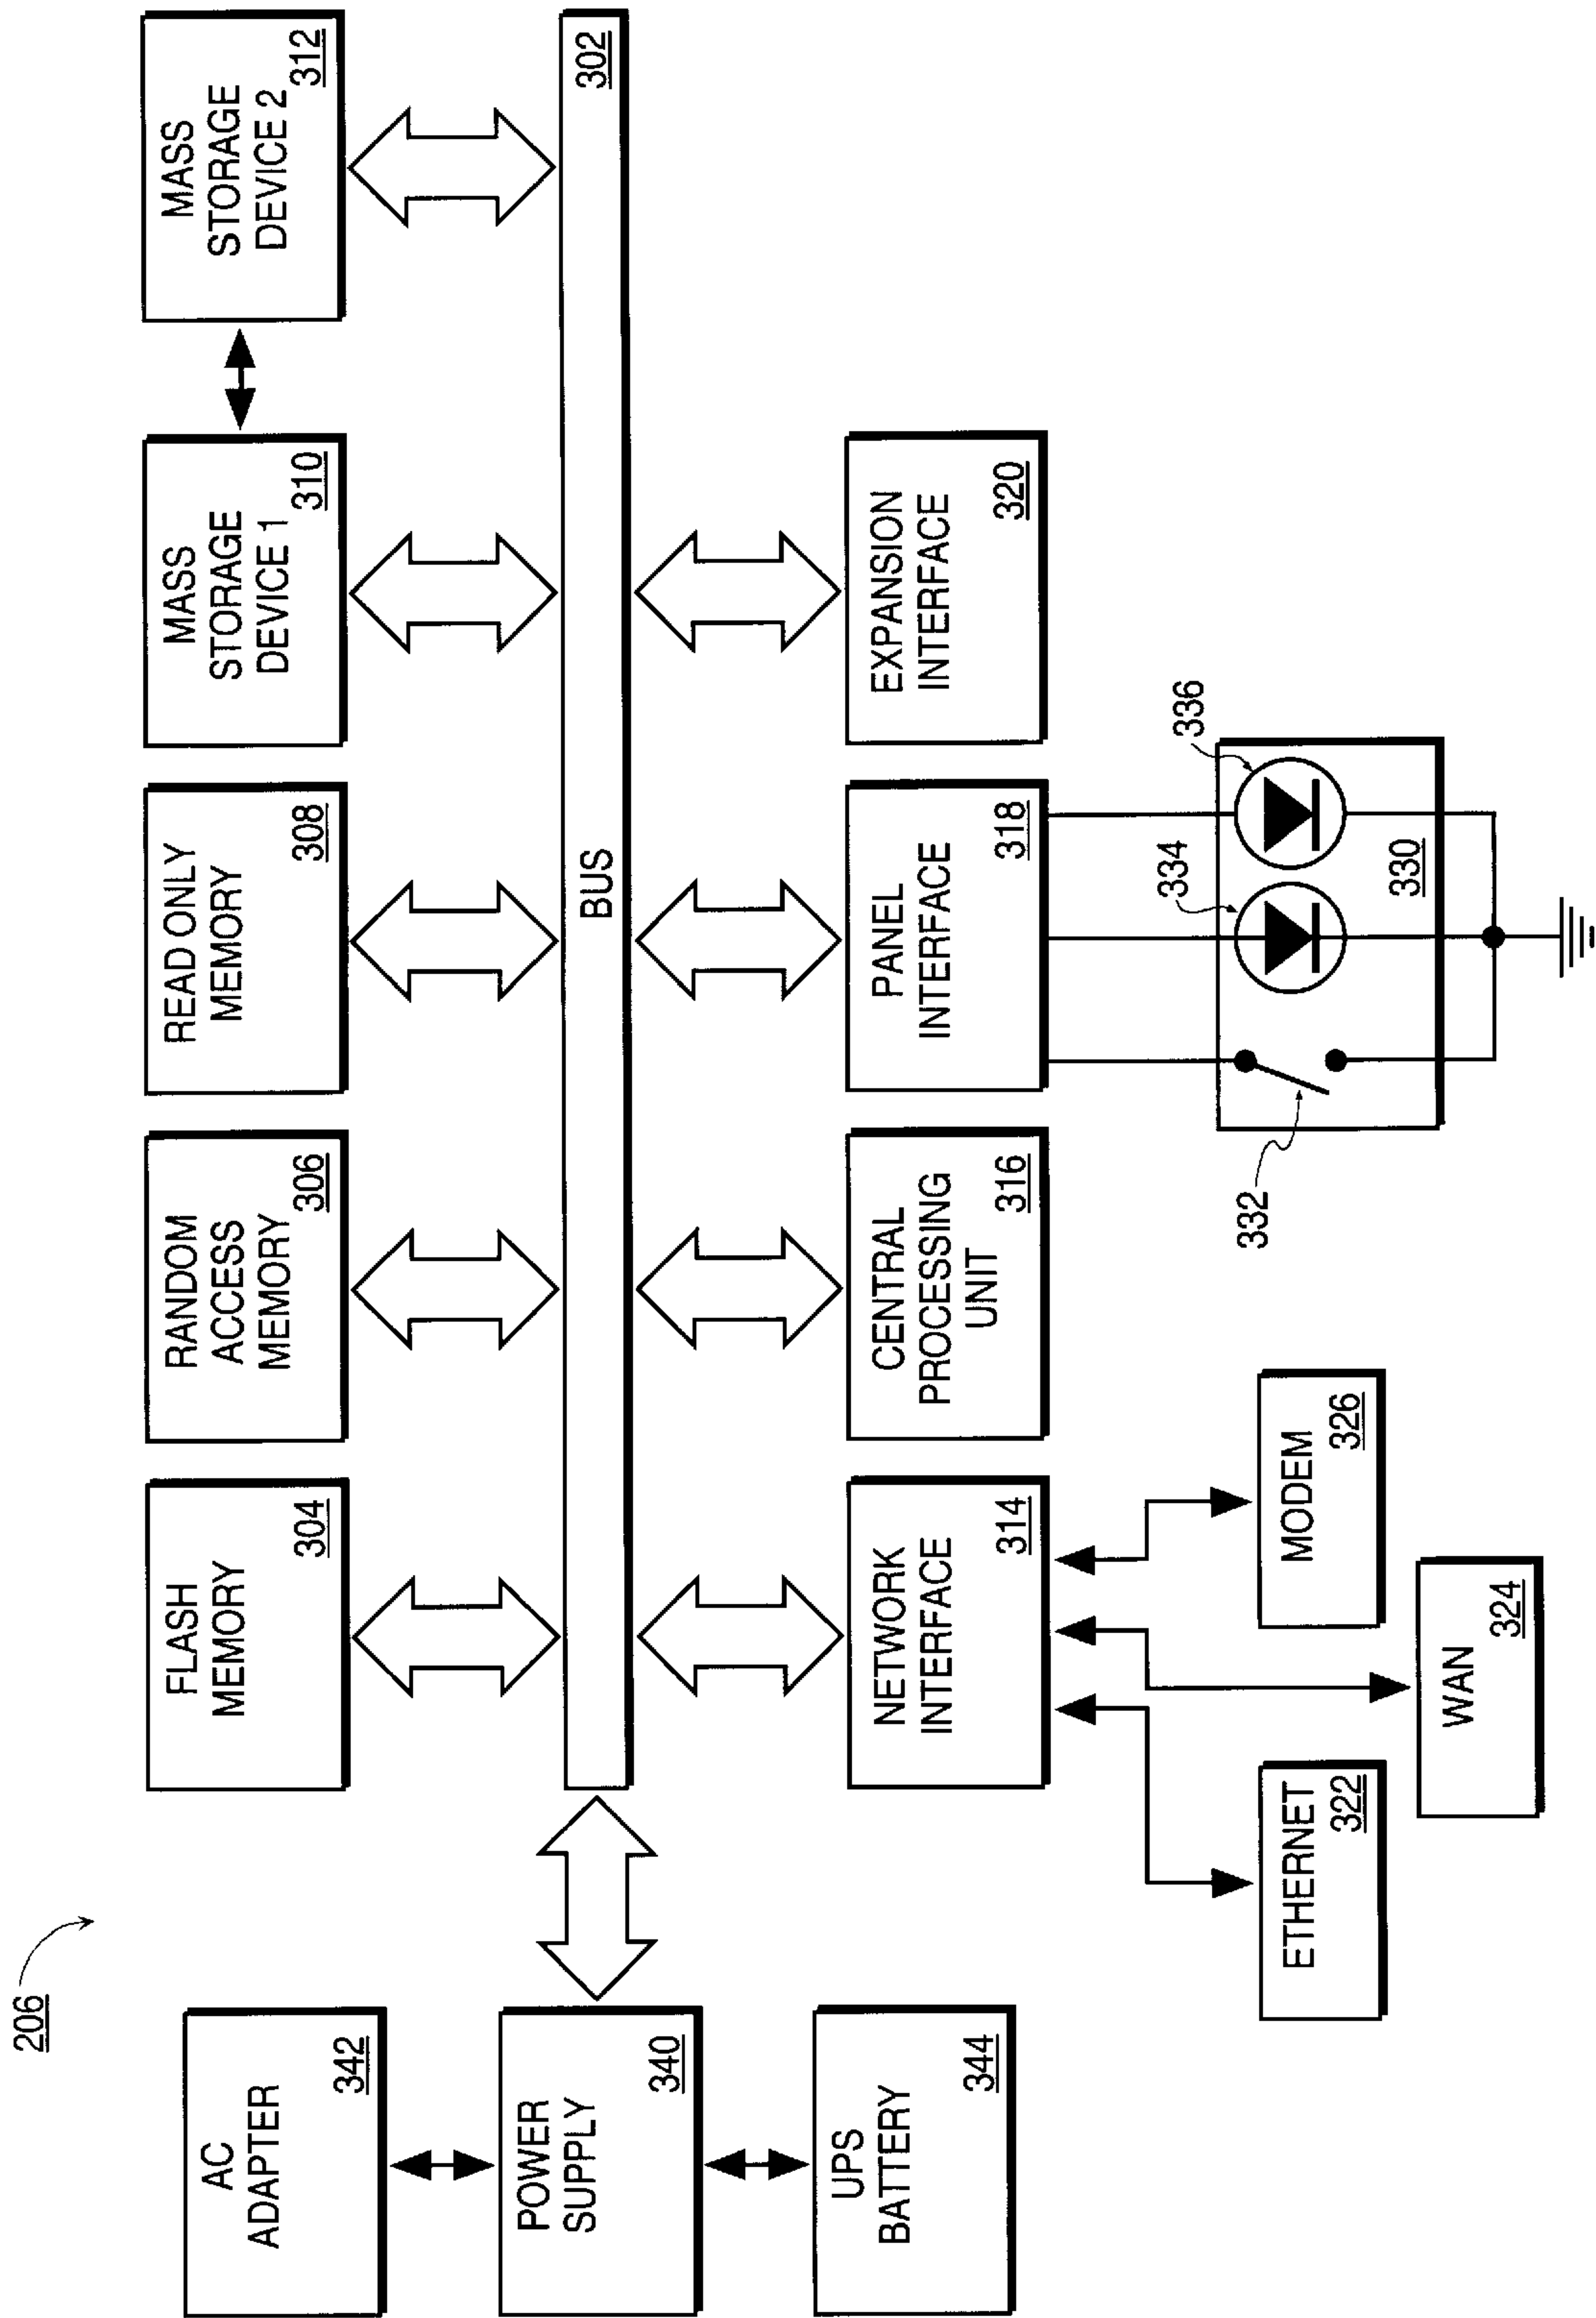 206
AC
ADAPTER
342
POWER
SUPPLY
340
UPS
BATTERY
344
FLASH
MEMORY
304
RANDOM
ACCESS
MEMORY
306
READ ONLY
MEMORY
308
MASS
STORAGE
DEVICE 1
310
MASS
STORAGE
DEVICE 2
312
BUS
302
NETWORK
INTERFACE
314
CENTRAL
PROCESSING
UNIT
316
PANEL
INTERFACE
318
EXPANSION
INTERFACE
320
ETHERNET
322
WAN
324
MODEM
326
332
334
336
330